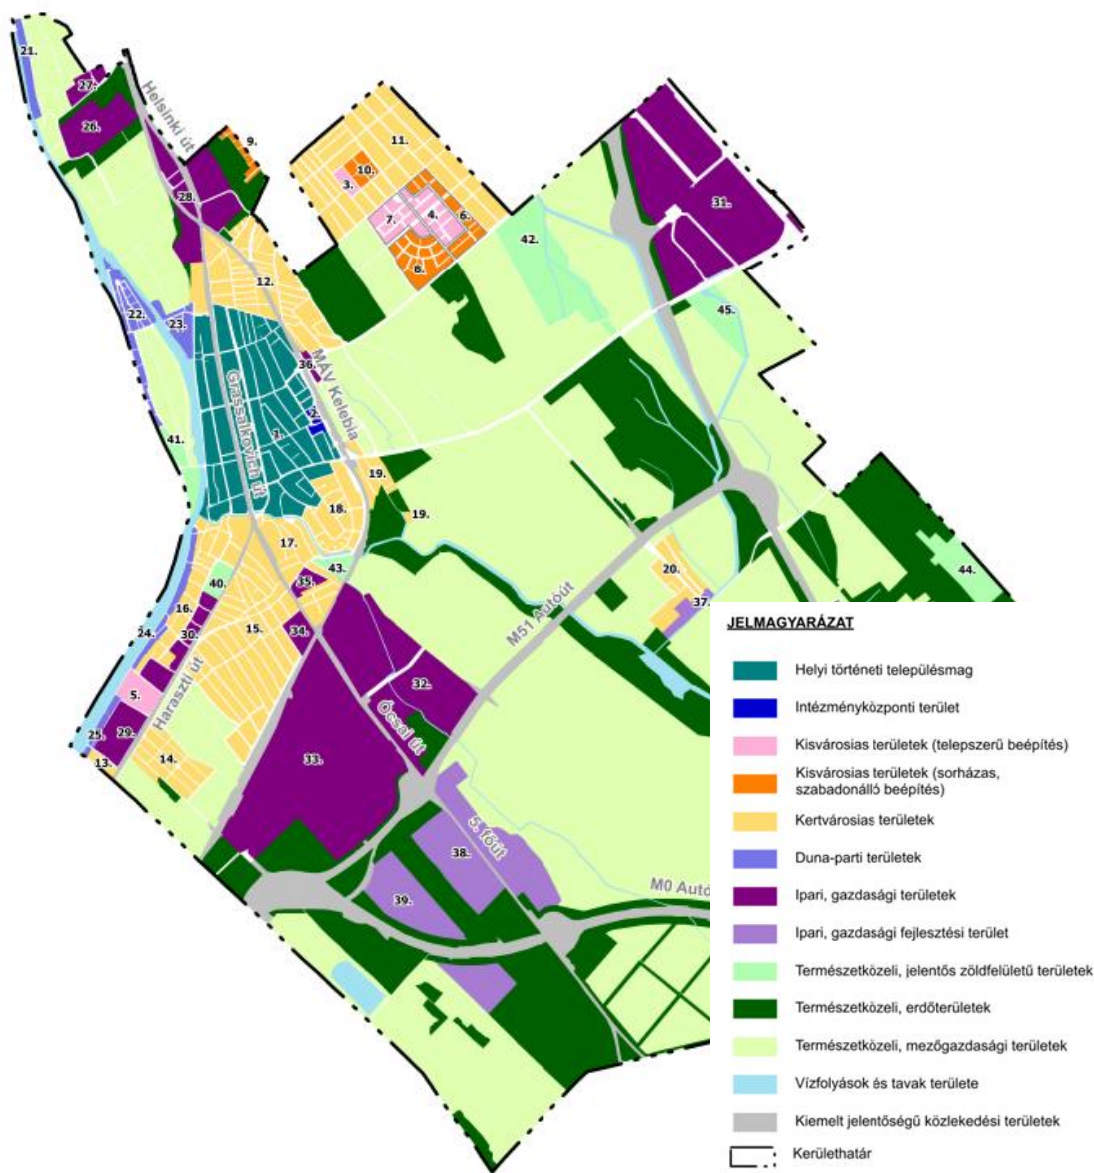 21.
27.
26.
Helsinki út
9.
28.
11.
10.
3.
4.
7.
6.
8.
31.
42.
12.
45.
22.
23.
36.
MÁV Kelebia
2.
Grassalkovich út
1.
41.
19.
18.
19.
17.
43.
40.
35.
20.
37.
44.
16.
24.
30.
15.
34.
M51 Autóút
5.
Haraszti út
32.
29.
25.
13.
14.
33.
Ócsai út
5. főút
38.
39.
M0 Autó
JELMAGYARÁZAT
Helyi történeti településmag
Intézményközponti terület
Kisvárosias területek (telepszerű beépítés)
Kisvárosias területek (sorházas,
szabadonálló beépítés)
Kertvárosias területek
Duna-parti területek
Ipari, gazdasági területek
Ipari, gazdasági fejlesztési terület
Természetközeli, jelentős zöldfelületű területek
Természetközeli, erdőterületek
Természetközeli, mezőgazdasági területek
Vízfolyások és tavak területe
Kiemelt jelentőségű közlekedési területek
Kerülethatár